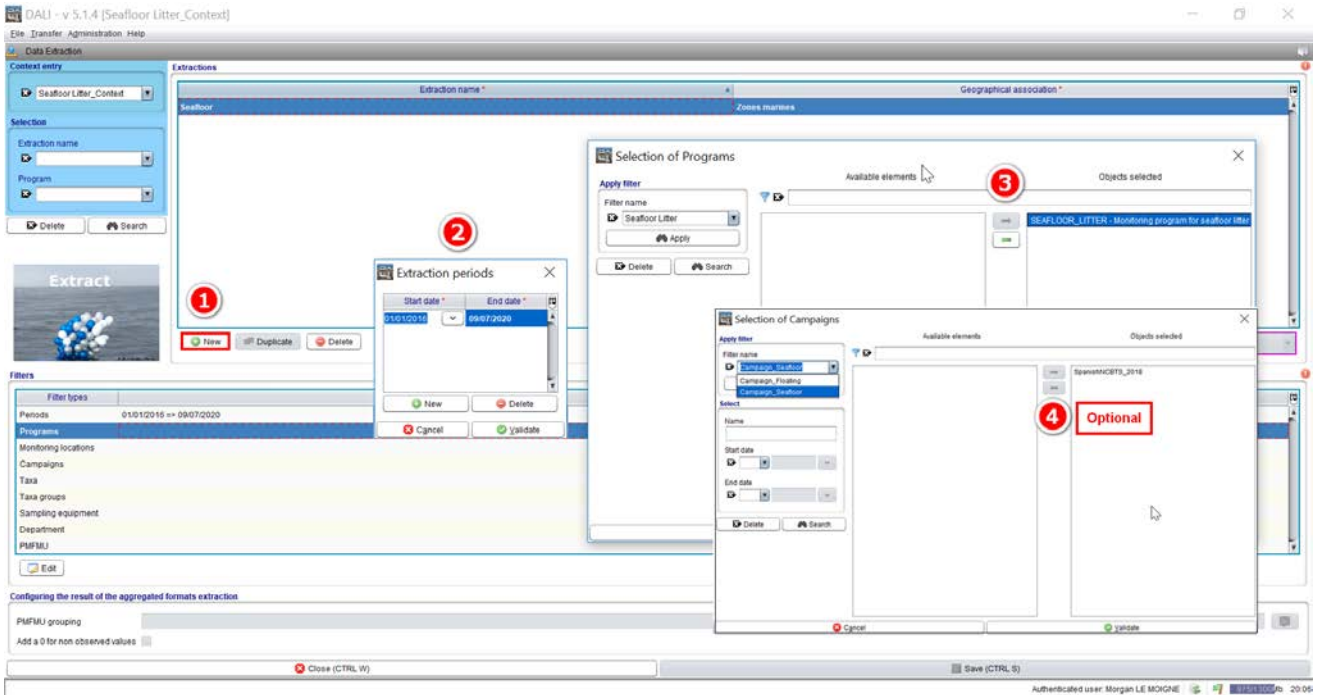 DALI - v 5.1.4 [Seafloor Litter_Context]
File Transfer Administration Help
Data Extraction
Context entry
Seafloor Litter_Context
Selection
Extraction name
Program
Delete Search
Extract
Extractions
Extraction name * Geographical association *
Seafloor Zones marines
1
New Duplicate Delete
2
Extraction periods
Start date * End date *
01/01/2016 09/07/2020
New Delete
Cancel Validate
Selection of Programs
Apply filter
Filter name
Seafloor Litter
Apply
Delete Search
Available elements
3
Objects selected
SEAFLOOR_LITTER - Monitoring program for seafloor litter
Selection of Campaigns
Apply filter
Filter name
Campaign_Seafloor
Campaign_Floating
Campaign_Seafloor
Select
Name
Start date
End date
Delete Search
Available elements
Objects selected
4
Optional
Cancel Validate
Filters
Filter types
Periods 01/01/2016 => 09/07/2020
Programs
Monitoring locations
Campaigns
Taxa
Taxa groups
Sampling equipment
Department
PMFMU
Edit
Configuring the result of the aggregated formats extraction
PMFMU grouping
Add a 0 for non observed values
Close (CTRL W) Save (CTRL S)
Authenticated user: Morgan LE MOIGNE